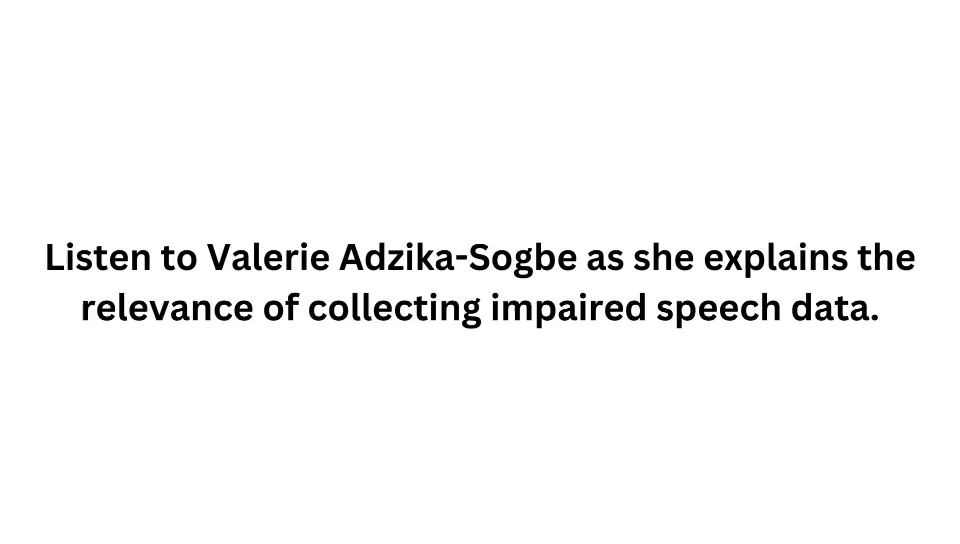 Listen to Valerie Adzika-Sogbe as she explains the
relevance of collecting impaired speech data.